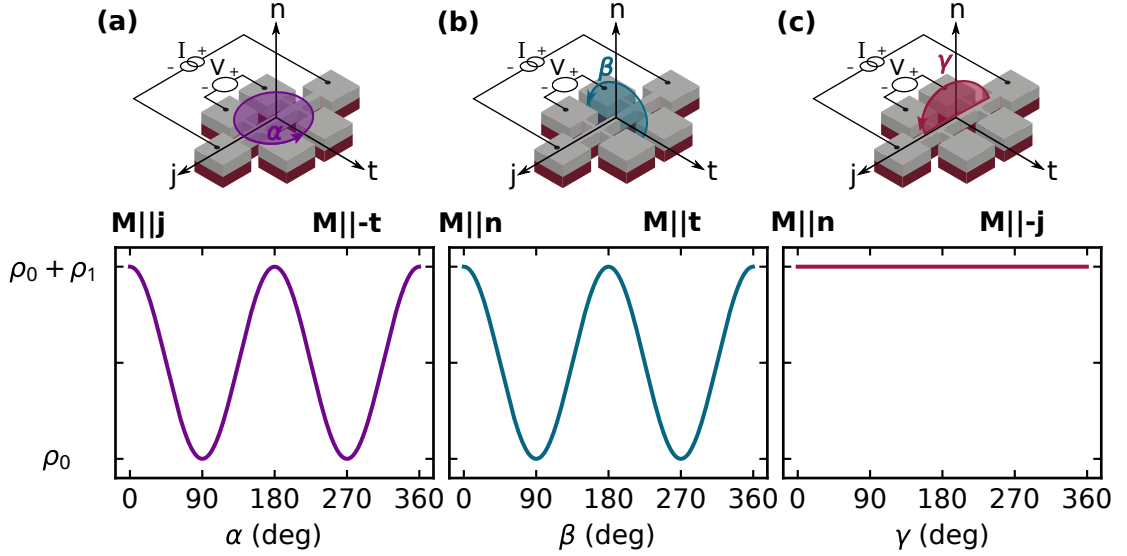 (a)
n
I
+
-
V
+
-
α
j
t
(b)
n
I
+
-
V
+
-
β
j
t
(c)
n
I
+
-
V
+
-
γ
j
t
M||j M||-t
M||n M||t
M||n M||-j
ρ₀ + ρ₁
ρ₀
0 90 180 270 360
α (deg)
0 90 180 270 360
β (deg)
0 90 180 270 360
γ (deg)